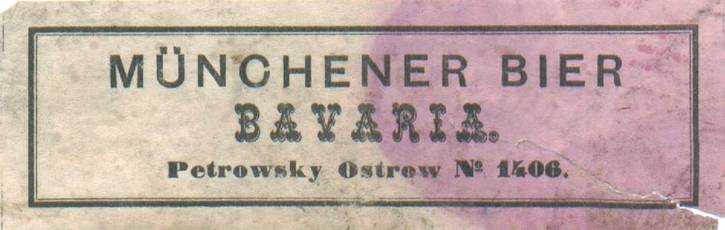 MÜNCHENER BIER
BAVARIA.
Petrowsky Ostrow Nº 1406.